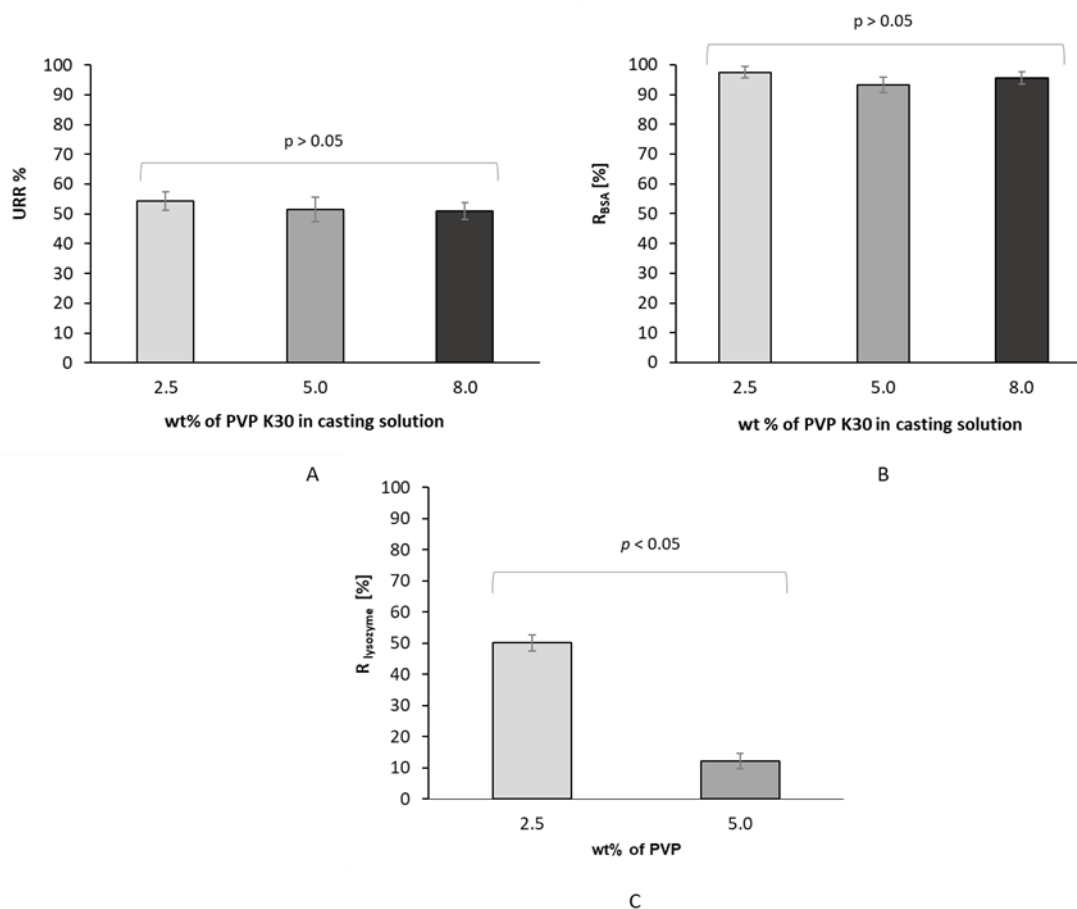 p > 0.05
100
90
80
70
60
50
40
30
20
10
0
URR %
2.5 5.0 8.0
wt% of PVP K30 in casting solution
A
p > 0.05
100
90
80
70
60
50
40
30
20
10
0
RBSA [%]
2.5 5.0 8.0
wt % of PVP K30 in casting solution
B
p < 0.05
100
90
80
70
60
50
40
30
20
10
0
R lysozyme [%]
2.5 5.0
wt% of PVP
C